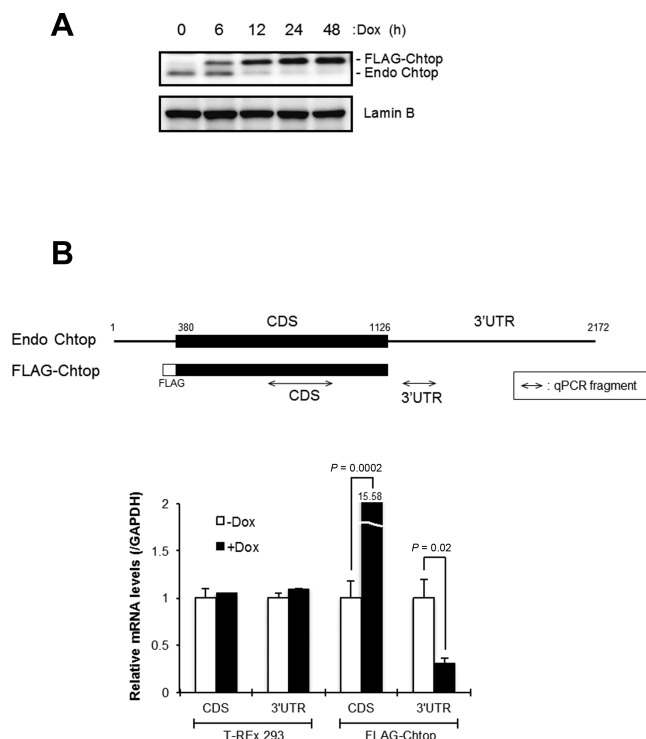 A
0 6 12 24 48 :Dox (h)
- FLAG-Chtop
- Endo Chtop
Lamin B
B
CDS 3'UTR
1 380 1126 2172
Endo Chtop
FLAG-Chtop
FLAG
CDS 3'UTR
: qPCR fragment
P = 0.0002
15.58
P = 0.02
Relative mRNA levels (/GAPDH)
2
1.5
1
0.5
0
-Dox
+Dox
CDS 3'UTR CDS 3'UTR
T-REx 293 FLAG-Chtop